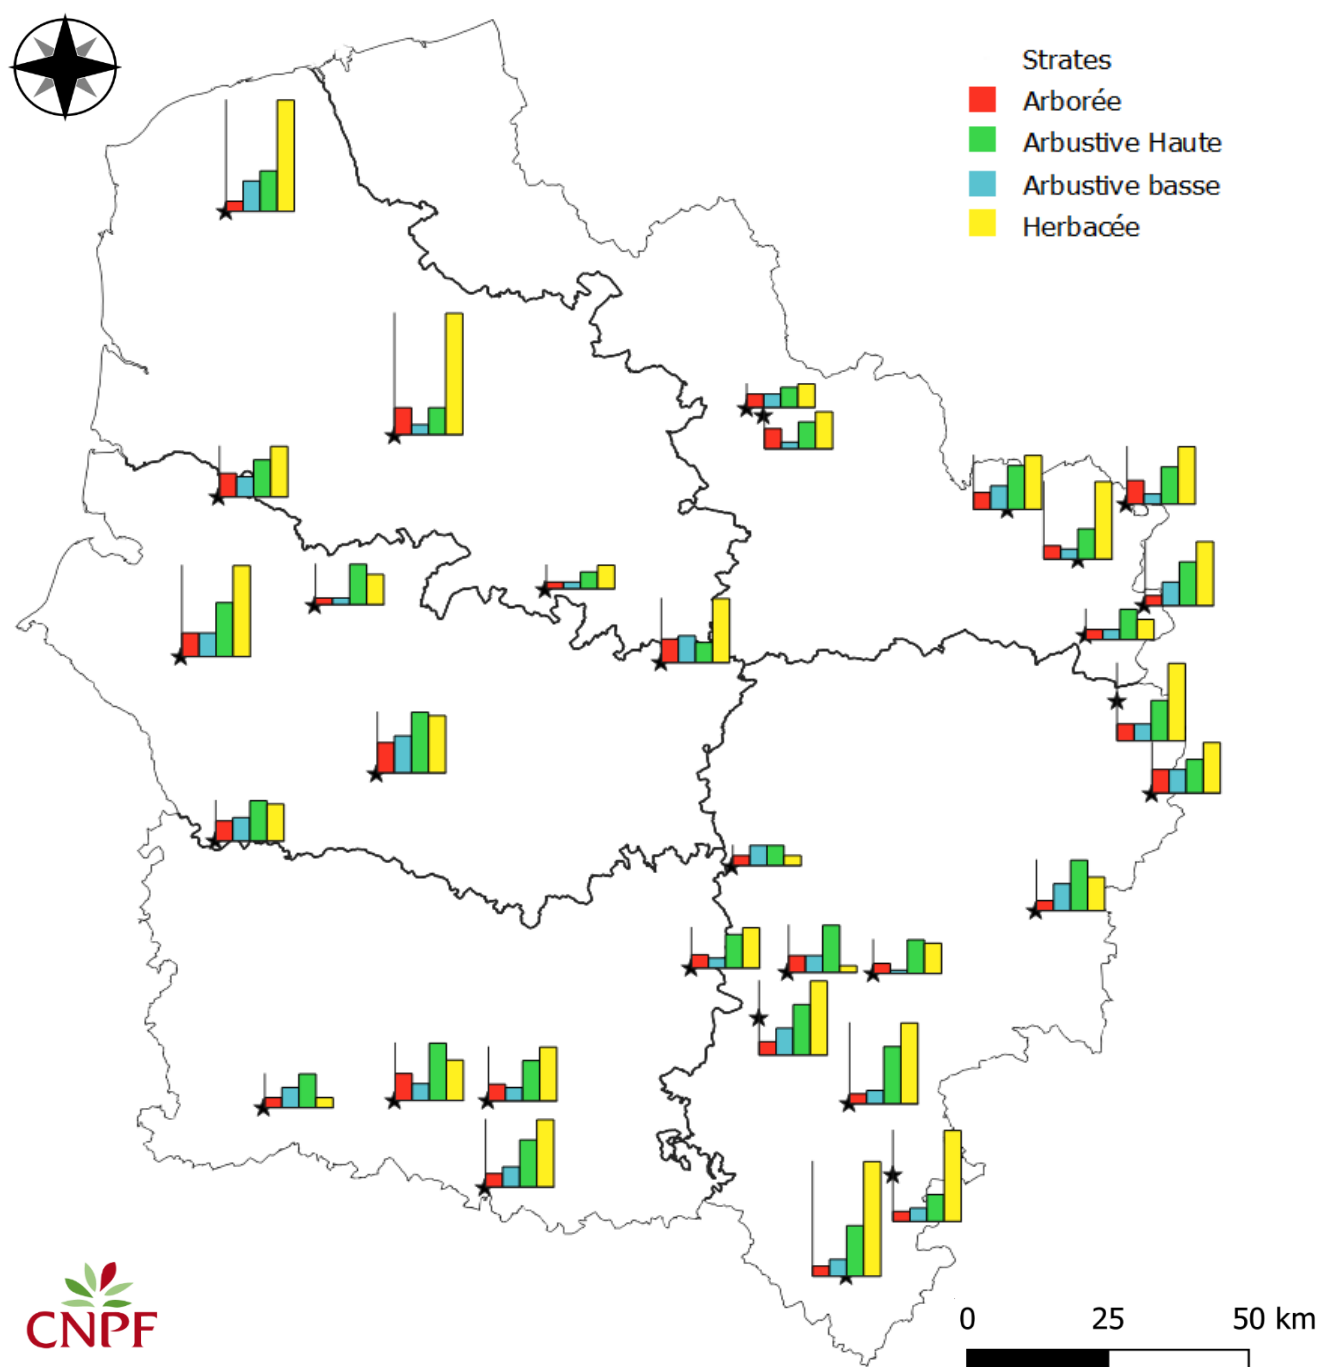 Strates
Arborée
Arbustive Haute
Arbustive basse
Herbacée
CNPF
0 25 50 km